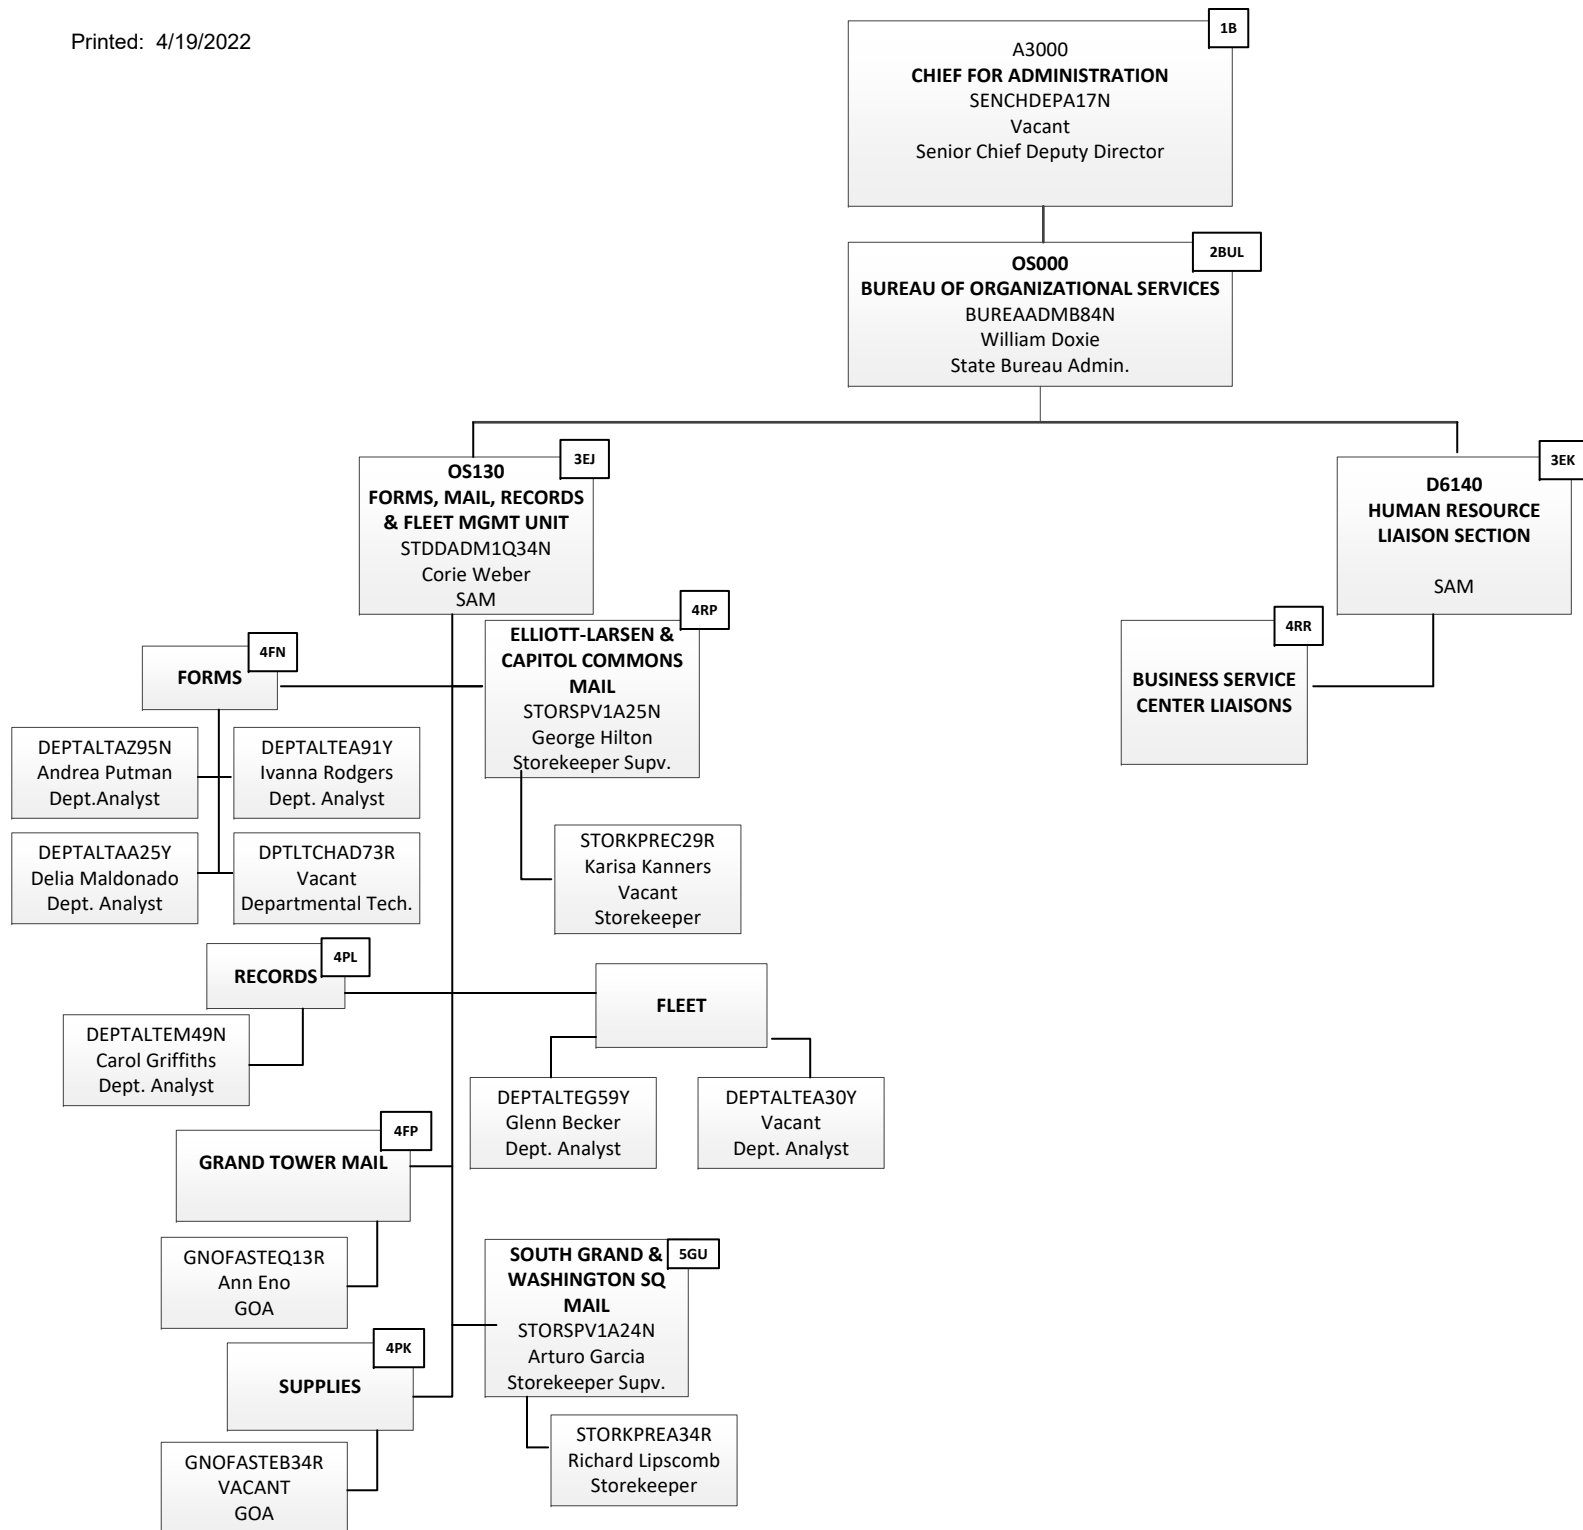 Printed: 4/19/2022
1B
A3000
CHIEF FOR ADMINISTRATION
SENCHDEPA17N
Vacant
Senior Chief Deputy Director
2BUL
OS000
BUREAU OF ORGANIZATIONAL SERVICES
BUREAADMB84N
William Doxie
State Bureau Admin.
3EJ
OS130
FORMS, MAIL, RECORDS
& FLEET MGMT UNIT
STDDADM1Q34N
Corie Weber
SAM
3EK
D6140
HUMAN RESOURCE
LIAISON SECTION
SAM
4FN
FORMS
4RP
ELLIOTT-LARSEN &
CAPITOL COMMONS
MAIL
STORSPV1A25N
George Hilton
Storekeeper Supv.
4RR
BUSINESS SERVICE
CENTER LIAISONS
DEPTALTAZ95N
Andrea Putman
Dept.Analyst
DEPTALTEA91Y
Ivanna Rodgers
Dept. Analyst
DEPTALTAA25Y
Delia Maldonado
Dept. Analyst
DPTLTCHAD73R
Vacant
Departmental Tech.
STORKPREC29R
Karisa Kanners
Vacant
Storekeeper
4PL
RECORDS
FLEET
DEPTALTEM49N
Carol Griffiths
Dept. Analyst
DEPTALTEG59Y
Glenn Becker
Dept. Analyst
DEPTALTEA30Y
Vacant
Dept. Analyst
4FP
GRAND TOWER MAIL
GNOFASTEQ13R
Ann Eno
GOA
5GU
SOUTH GRAND &
WASHINGTON SQ
MAIL
STORSPV1A24N
Arturo Garcia
Storekeeper Supv.
4PK
SUPPLIES
STORKPREA34R
Richard Lipscomb
Storekeeper
GNOFASTEB34R
VACANT
GOA